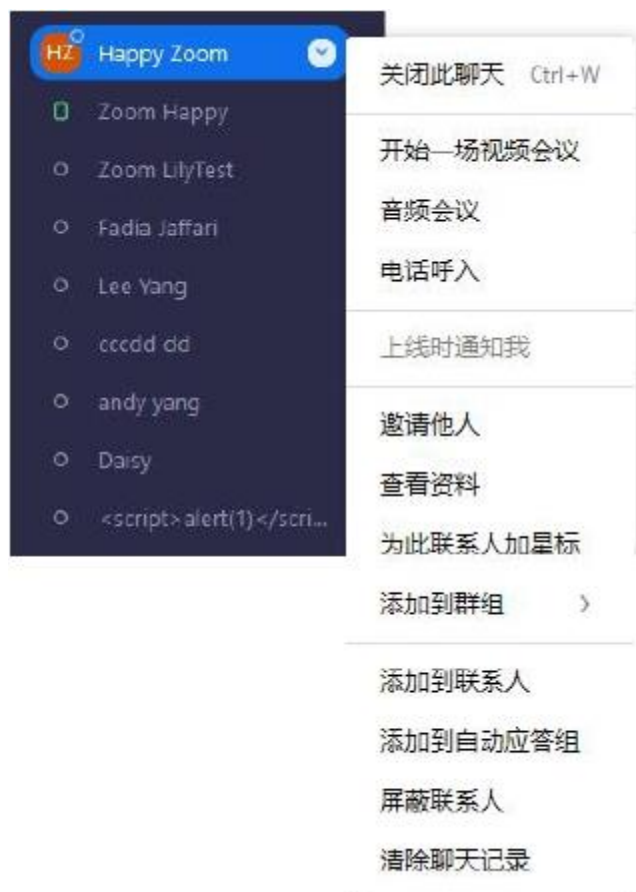 HZ Happy Zoom
Zoom Happy
Zoom LilyTest
Fadia Jaffari
Lee Yang
cccdd dd
andy yang
Daisy
<script>alert(1)</scri...
关闭此聊天 Ctrl+W
开始一场视频会议
音频会议
电话呼入
上线时通知我
邀请他人
查看资料
为此联系人加星标
添加到群组
添加到联系人
添加到自动应答组
屏蔽联系人
清除聊天记录